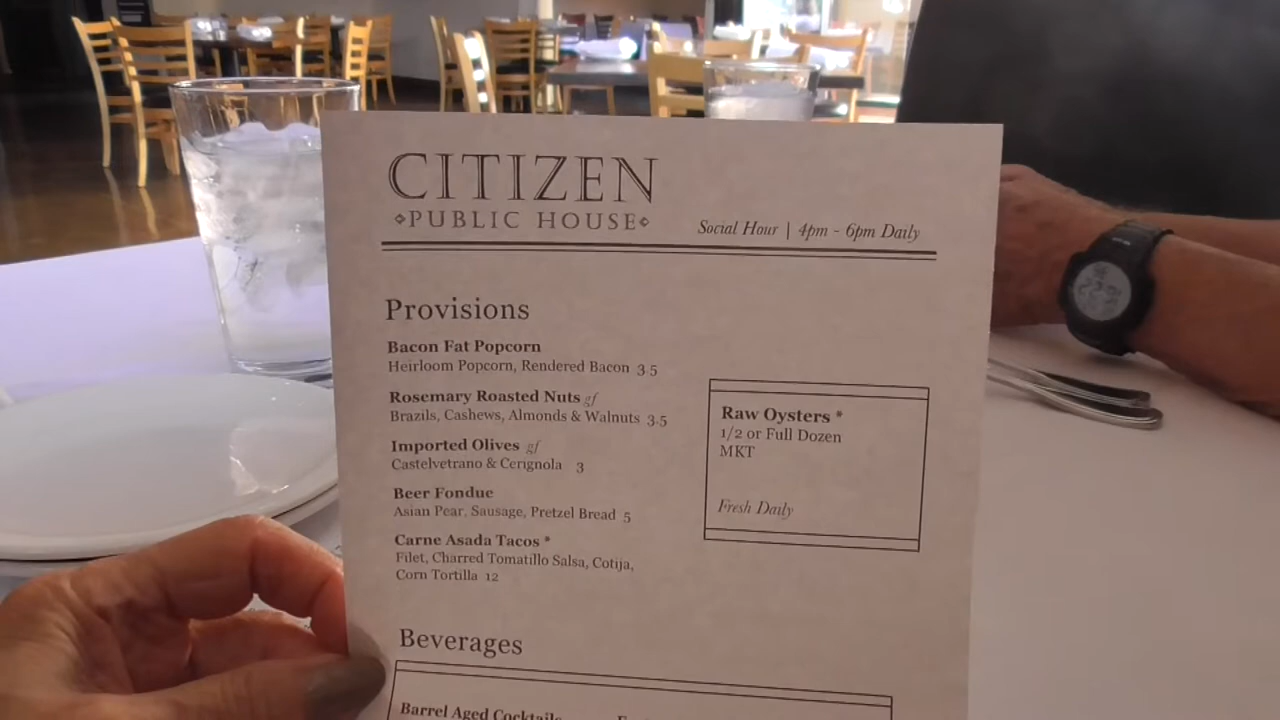 CITIZEN
PUBLIC HOUSE
Social Hour | 4pm - 6pm Daily
Provisions
Bacon Fat Popcorn
Heirloom Popcorn, Rendered Bacon 3.5
Rosemary Roasted Nuts gf
Brazils, Cashews, Almonds & Walnuts 3.5
Imported Olives gf
Castelvetrano & Cerignola 3
Beer Fondue
Asian Pear, Sausage, Pretzel Bread 5
Carne Asada Tacos *
Filet, Charred Tomatillo Salsa, Cotija,
Corn Tortilla 12
Raw Oysters *
1/2 or Full Dozen
MKT
Fresh Daily
Beverages
Barrel Aged Cocktails